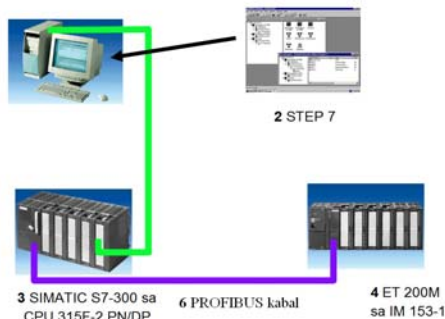 2 STEP 7
3 SIMATIC S7-300 sa
CPU 315F-2 PN/DP
6 PROFIBUS kabal
4 ET 200M
sa IM 153-1